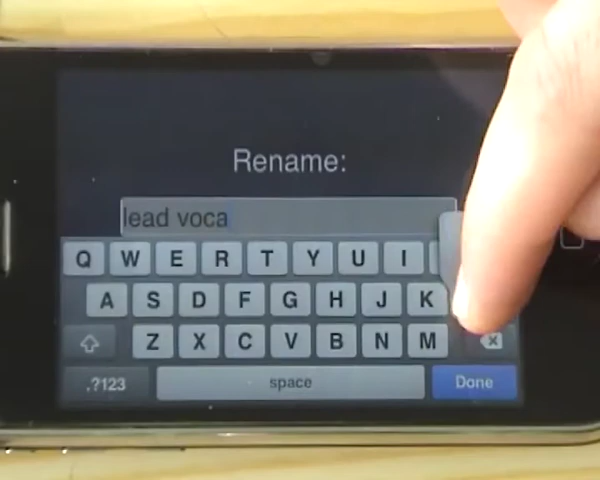 Rename:
lead voca
Q W E R T Y U I
A S D F G H J K
Z X C V B N M
.?123 space Done